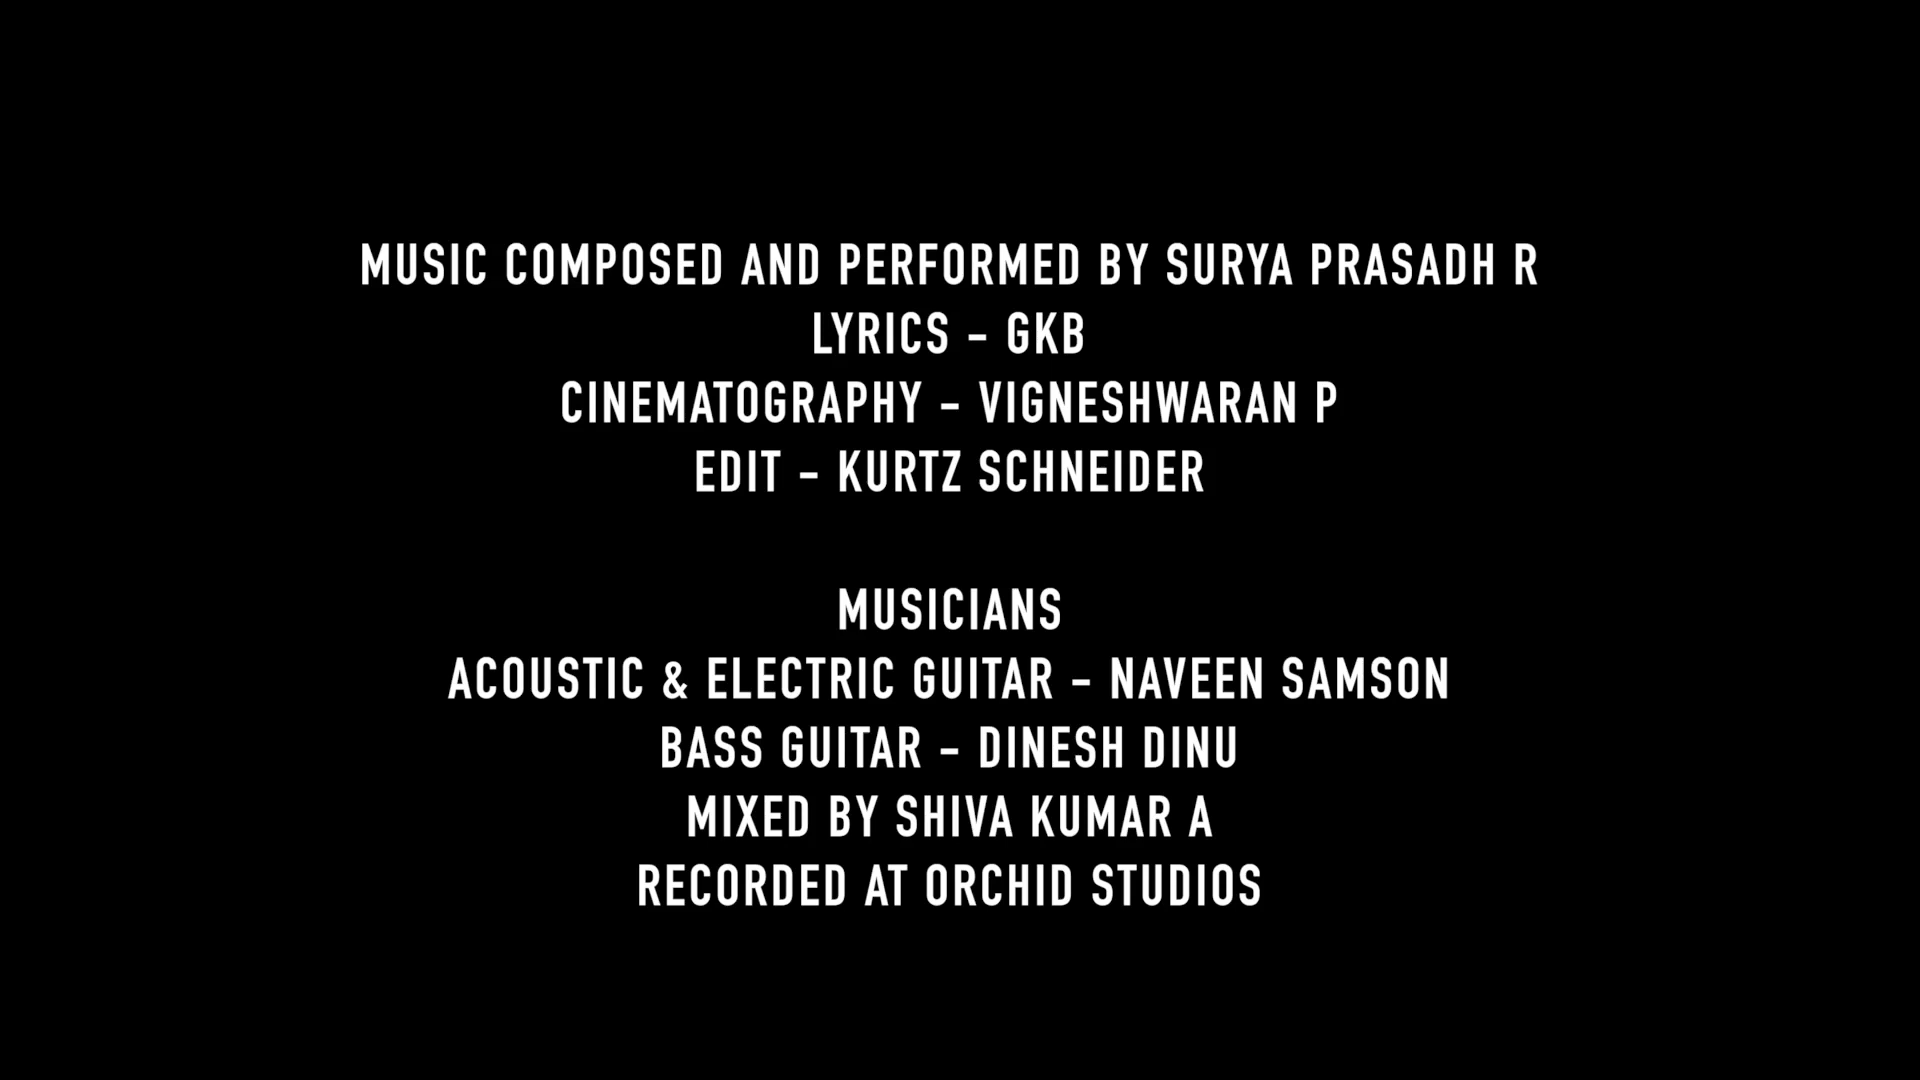 MUSIC COMPOSED AND PERFORMED BY SURYA PRASADH R
LYRICS - GKB
CINEMATOGRAPHY - VIGNESHWARAN P
EDIT - KURTZ SCHNEIDER
MUSICIANS
ACOUSTIC & ELECTRIC GUITAR - NAVEEN SAMSON
BASS GUITAR - DINESH DINU
MIXED BY SHIVA KUMAR A
RECORDED AT ORCHID STUDIOS